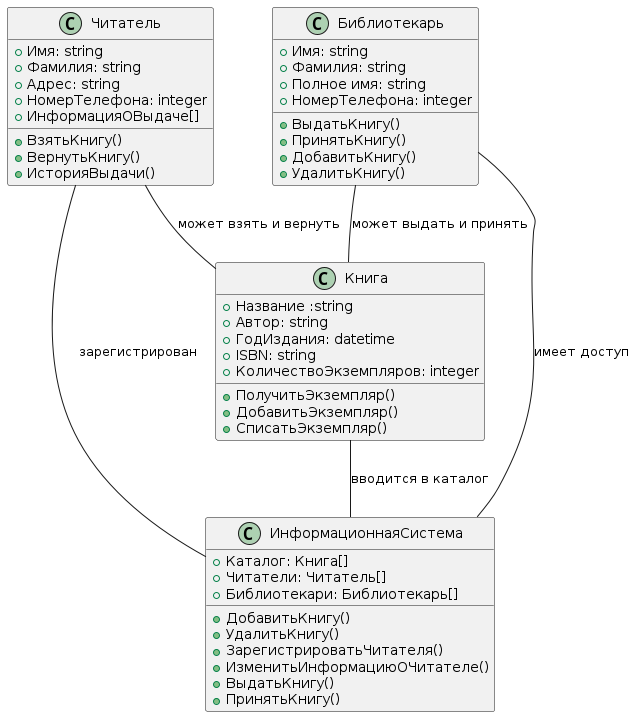 C Читатель
+ Имя: string
+ Фамилия: string
+ Адрес: string
+ НомерТелефона: integer
+ ИнформацияОВыдаче[]
+ ВзятьКнигу()
+ ВернутьКнигу()
+ ИсторияВыдачи()
C Библиотекарь
+ Имя: string
+ Фамилия: string
+ Полное имя: string
+ НомерТелефона: integer
+ ВыдатьКнигу()
+ ПринятьКнигу()
+ ДобавитьКнигу()
+ УдалитьКнигу()
может взять и вернуть
может выдать и принять
C Книга
+ Название :string
+ Автор: string
+ ГодИздания: datetime
+ ISBN: string
+ КоличествоЭкземпляров: integer
+ ПолучитьЭкземпляр()
+ ДобавитьЭкземпляр()
+ СписатьЭкземпляр()
зарегистрирован
имеет доступ
вводится в каталог
C ИнформационнаяСистема
+ Каталог: Книга[]
+ Читатели: Читатель[]
+ Библиотекари: Библиотекарь[]
+ ДобавитьКнигу()
+ УдалитьКнигу()
+ ЗарегистрироватьЧитателя()
+ ИзменитьИнформациюОЧитателе()
+ ВыдатьКнигу()
+ ПринятьКнигу()